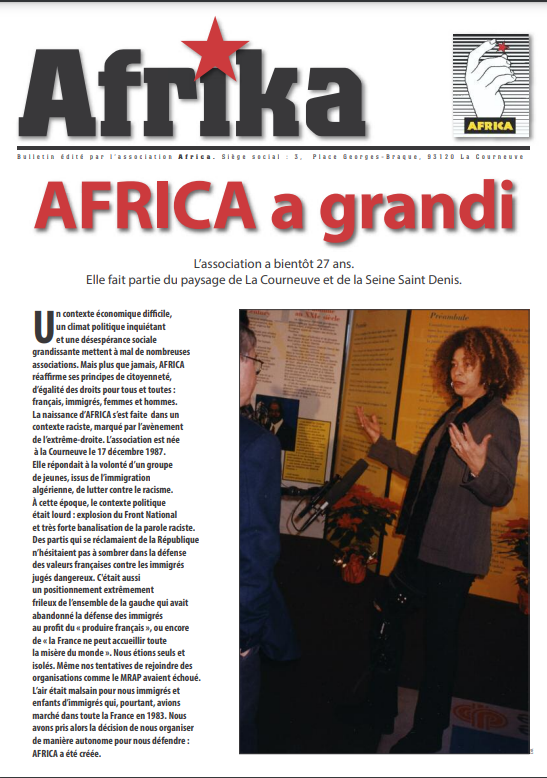 Afrika
AFRICA
Bulletin édité par l'association Africa. Siège social : 3, Place Georges-Braque, 93120 La Courneuve
AFRICA a grandi
L'association a bientôt 27 ans.
Elle fait partie du paysage de La Courneuve et de la Seine Saint Denis.
Un contexte économique difficile,
un climat politique inquiétant
et une désespérance sociale
grandissante mettent à mal de nombreuses
associations. Mais plus que jamais, AFRICA
réaffirme ses principes de citoyenneté,
d'égalité des droits pour tous et toutes :
français, immigrés, femmes et hommes.
La naissance d'AFRICA s'est faite dans un
contexte raciste, marqué par l'avènement
de l'extrême-droite. L'association est née
à la Courneuve le 17 décembre 1987.
Elle répondait à la volonté d'un groupe
de jeunes, issus de l'immigration
algérienne, de lutter contre le racisme.
À cette époque, le contexte politique
était lourd : explosion du Front National
et très forte banalisation de la parole raciste.
Des partis qui se réclamaient de la République
n'hésitaient pas à sombrer dans la défense
des valeurs françaises contre les immigrés
jugés dangereux. C'était aussi
un positionnement extrêmement
frileux de l'ensemble de la gauche qui avait
abandonné la défense des immigrés
au profit du « produire français », ou encore
de « la France ne peut accueillir toute
la misère du monde ». Nous étions seuls et
isolés. Même nos tentatives de rejoindre des
organisations comme le MRAP avaient échoué.
L'air était malsain pour nous immigrés et
enfants d'immigrés qui, pourtant, avions
marché dans toute la France en 1983. Nous
avons pris alors la décision de nous organiser
de manière autonome pour nous défendre :
AFRICA a été créée.
au XXIe siècle
Préambule